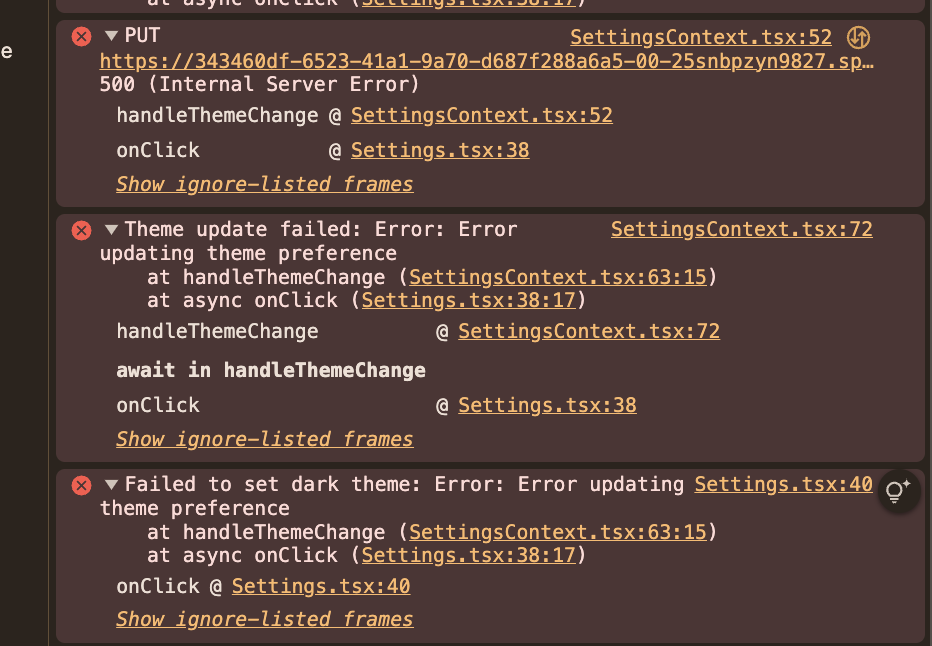 at async onClick (Settings.tsx:38:17)
e
▼PUT SettingsContext.tsx:52
https://343460df-6523-41a1-9a70-d687f288a6a5-00-25snbpzyn9827.sp…
500 (Internal Server Error)
handleThemeChange @ SettingsContext.tsx:52
onClick @ Settings.tsx:38
Show ignore-listed frames
▼Theme update failed: Error: Error SettingsContext.tsx:72
updating theme preference
at handleThemeChange (SettingsContext.tsx:63:15)
at async onClick (Settings.tsx:38:17)
handleThemeChange @ SettingsContext.tsx:72
await in handleThemeChange
onClick @ Settings.tsx:38
Show ignore-listed frames
▼Failed to set dark theme: Error: Error updating Settings.tsx:40
theme preference
at handleThemeChange (SettingsContext.tsx:63:15)
at async onClick (Settings.tsx:38:17)
onClick @ Settings.tsx:40
Show ignore-listed frames